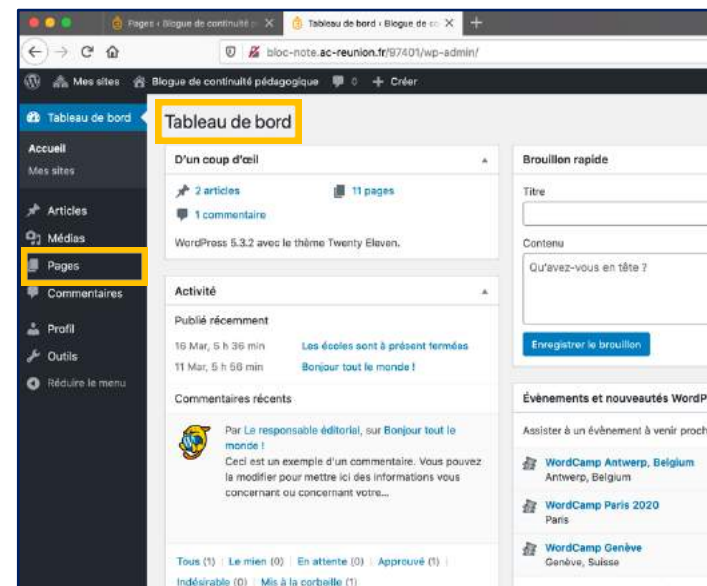 Pages ‹ Blogue de continuité p
Tableau de bord ‹ Blogue de co
bloc-note.ac-reunion.fr/97401/wp-admin/
Mes sites
Blogue de continuité pédagogique
0
Créer
Tableau de bord
Accueil
Mes sites
Articles
Médias
Pages
Commentaires
Profil
Outils
Réduire le menu
Tableau de bord
D'un coup d'œil
2 articles
11 pages
1 commentaire
WordPress 5.3.2 avec le thème Twenty Eleven.
Activité
Publié récemment
16 Mar, 5 h 36 min Les écoles sont à présent fermées
11 Mar, 5 h 56 min Bonjour tout le monde !
Commentaires récents
Par Le responsable éditorial, sur Bonjour tout le
monde !
Ceci est un exemple d'un commentaire. Vous pouvez
la modifier pour mettre ici des informations vous
concernant ou concernant votre...
Tous (1) | Le mien (0) | En attente (0) | Approuvé (1) |
Indésirable (0) | Mis à la corbeille (1)
Brouillon rapide
Titre
Contenu
Qu'avez-vous en tête ?
Enregistrer le brouillon
Évènements et nouveautés WordP
Assister à un évènement à venir proch
WordCamp Antwerp, Belgium
Antwerp, Belgium
WordCamp Paris 2020
Paris
WordCamp Genève
Genève, Suisse